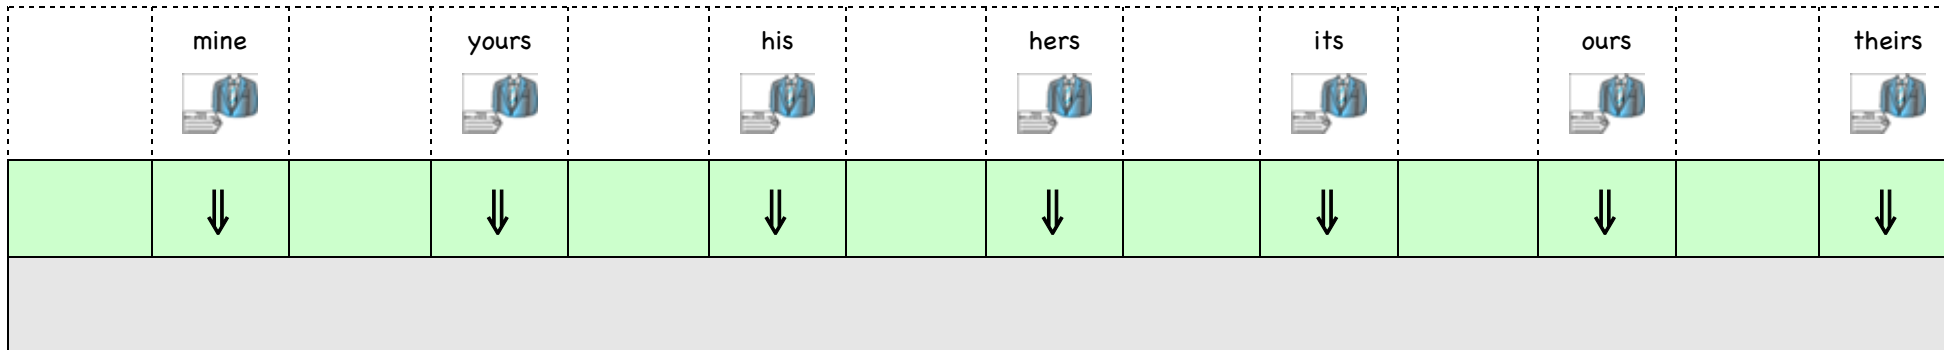 mine yours his hers its ours theirs
⇓ ⇓ ⇓ ⇓ ⇓ ⇓ ⇓